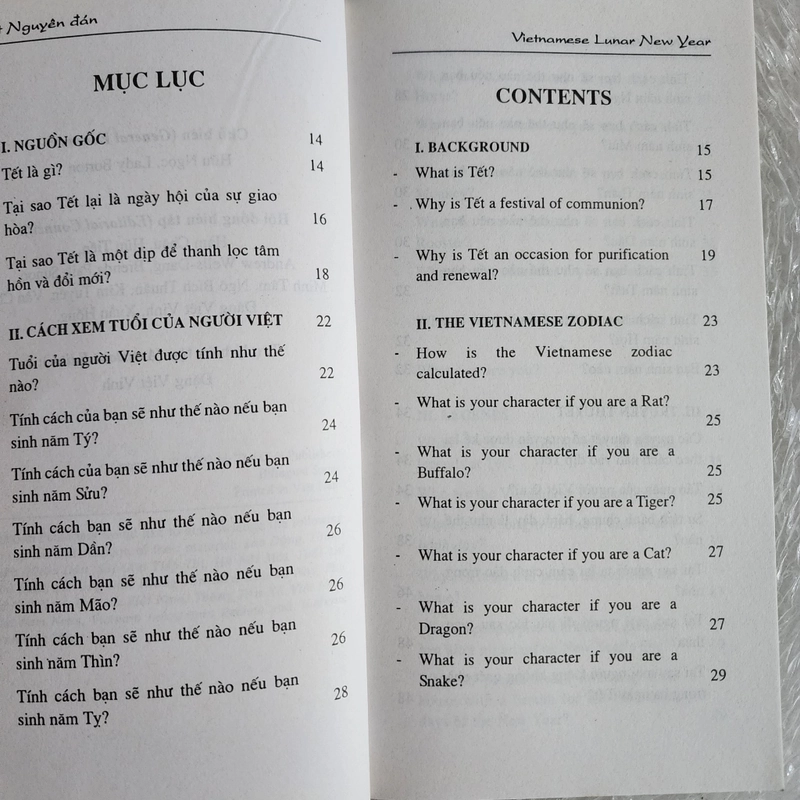 Nguyên đán
MỤC LỤC
I. NGUỒN GỐC 14
Tết là gì? 14
Tại sao Tết lại là ngày hội của sự giao
hòa? 16
Tại sao Tết là một dịp để thanh lọc tâm
hồn và đổi mới? 18
II. CÁCH XEM TUỔI CỦA NGƯỜI VIỆT 22
Tuổi của người Việt được tính như thế
nào? 22
Tính cách của bạn sẽ như thế nào nếu bạn
sinh năm Tý? 24
Tính cách của bạn sẽ như thế nào nếu bạn
sinh năm Sửu? 24
Tính cách bạn sẽ như thế nào nếu bạn
sinh năm Dần? 26
Tính cách bạn sẽ như thế nào nếu bạn
sinh năm Mão? 26
Tính cách bạn sẽ như thế nào nếu bạn
sinh năm Thìn? 26
Tính cách bạn sẽ như thế nào nếu bạn
sinh năm Tỵ? 28
Vietnamese Lunar New Year
CONTENTS
I. BACKGROUND 15
- What is Tết? 15
- Why is Tết a festival of communion? 17
- Why is Tết an occasion for purification 19
and renewal?
II. THE VIETNAMESE ZODIAC 23
- How is the Vietnamese zodiac
calculated? 23
- What is your character if you are a Rat?
25
- What is your character if you are a
Buffalo? 25
- What is your character if you are a Tiger? 25
- What is your character if you are a Cat? 27
- What is your character if you are a
Dragon? 27
- What is your character if you are a
Snake? 29